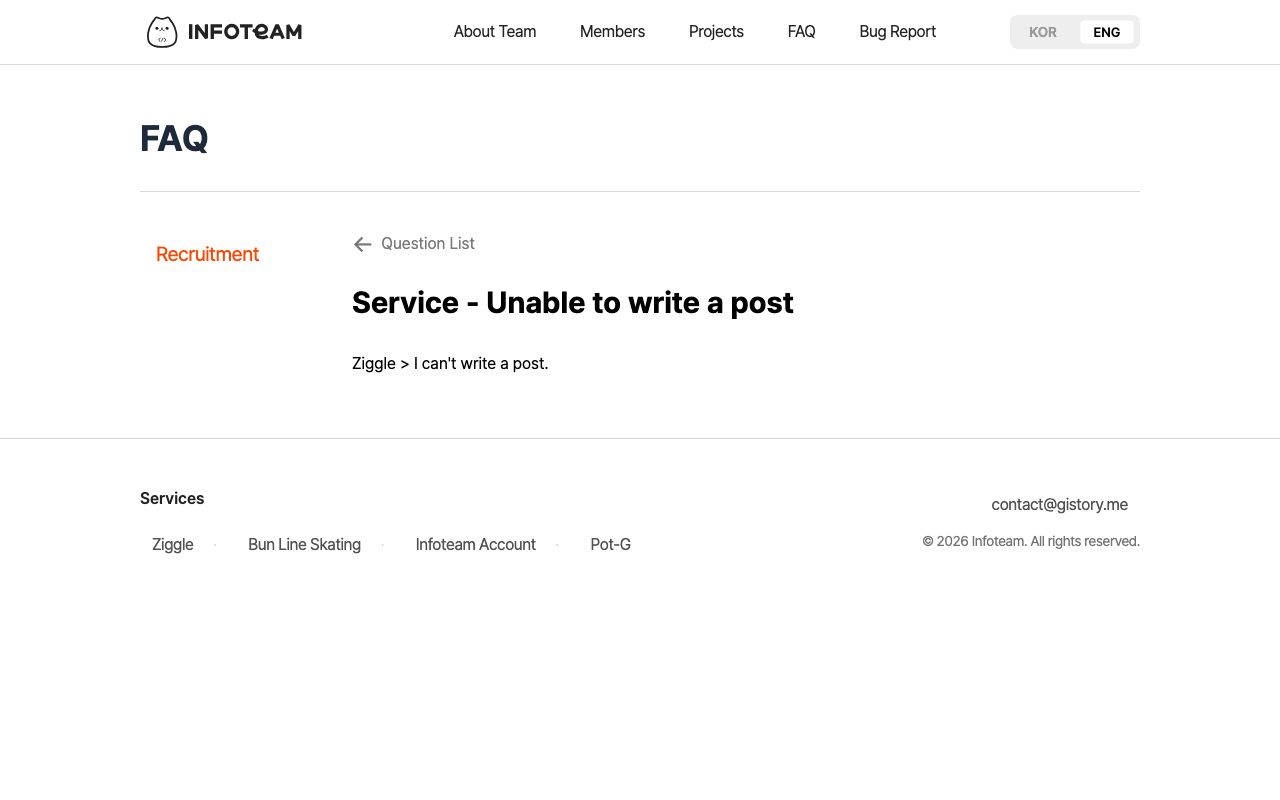 INFOTEAM
About Team
Members
Projects
FAQ
Bug Report
KOR
ENG
FAQ
Recruitment
Question List
Service - Unable to write a post
Ziggle > I can't write a post.
Services
contact@gistory.me
Ziggle · Bun Line Skating · Infoteam Account · Pot-G
© 2026 Infoteam. All rights reserved.